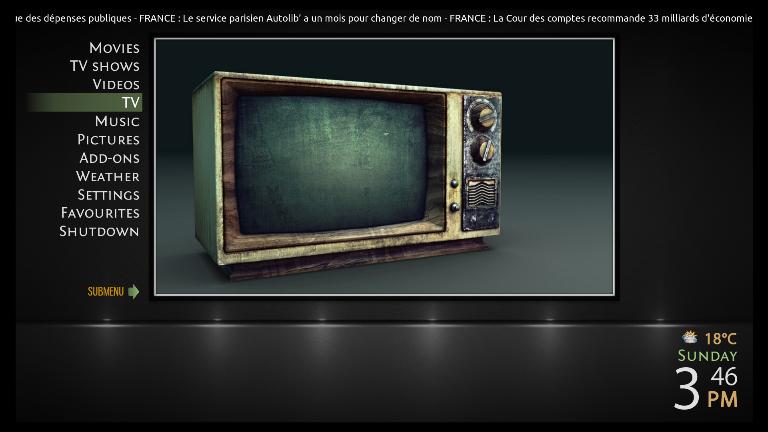 ue des dépenses publiques - FRANCE : Le service parisien Autolib' a un mois pour changer de nom - FRANCE : La Cour des comptes recommande 33 milliards d'économie
MOVIES
TV SHOWS
VIDEOS
TV
MUSIC
PICTURES
ADD-ONS
WEATHER
SETTINGS
FAVOURITES
SHUTDOWN
SUBMENU
18°C
SUNDAY
3 46 PM